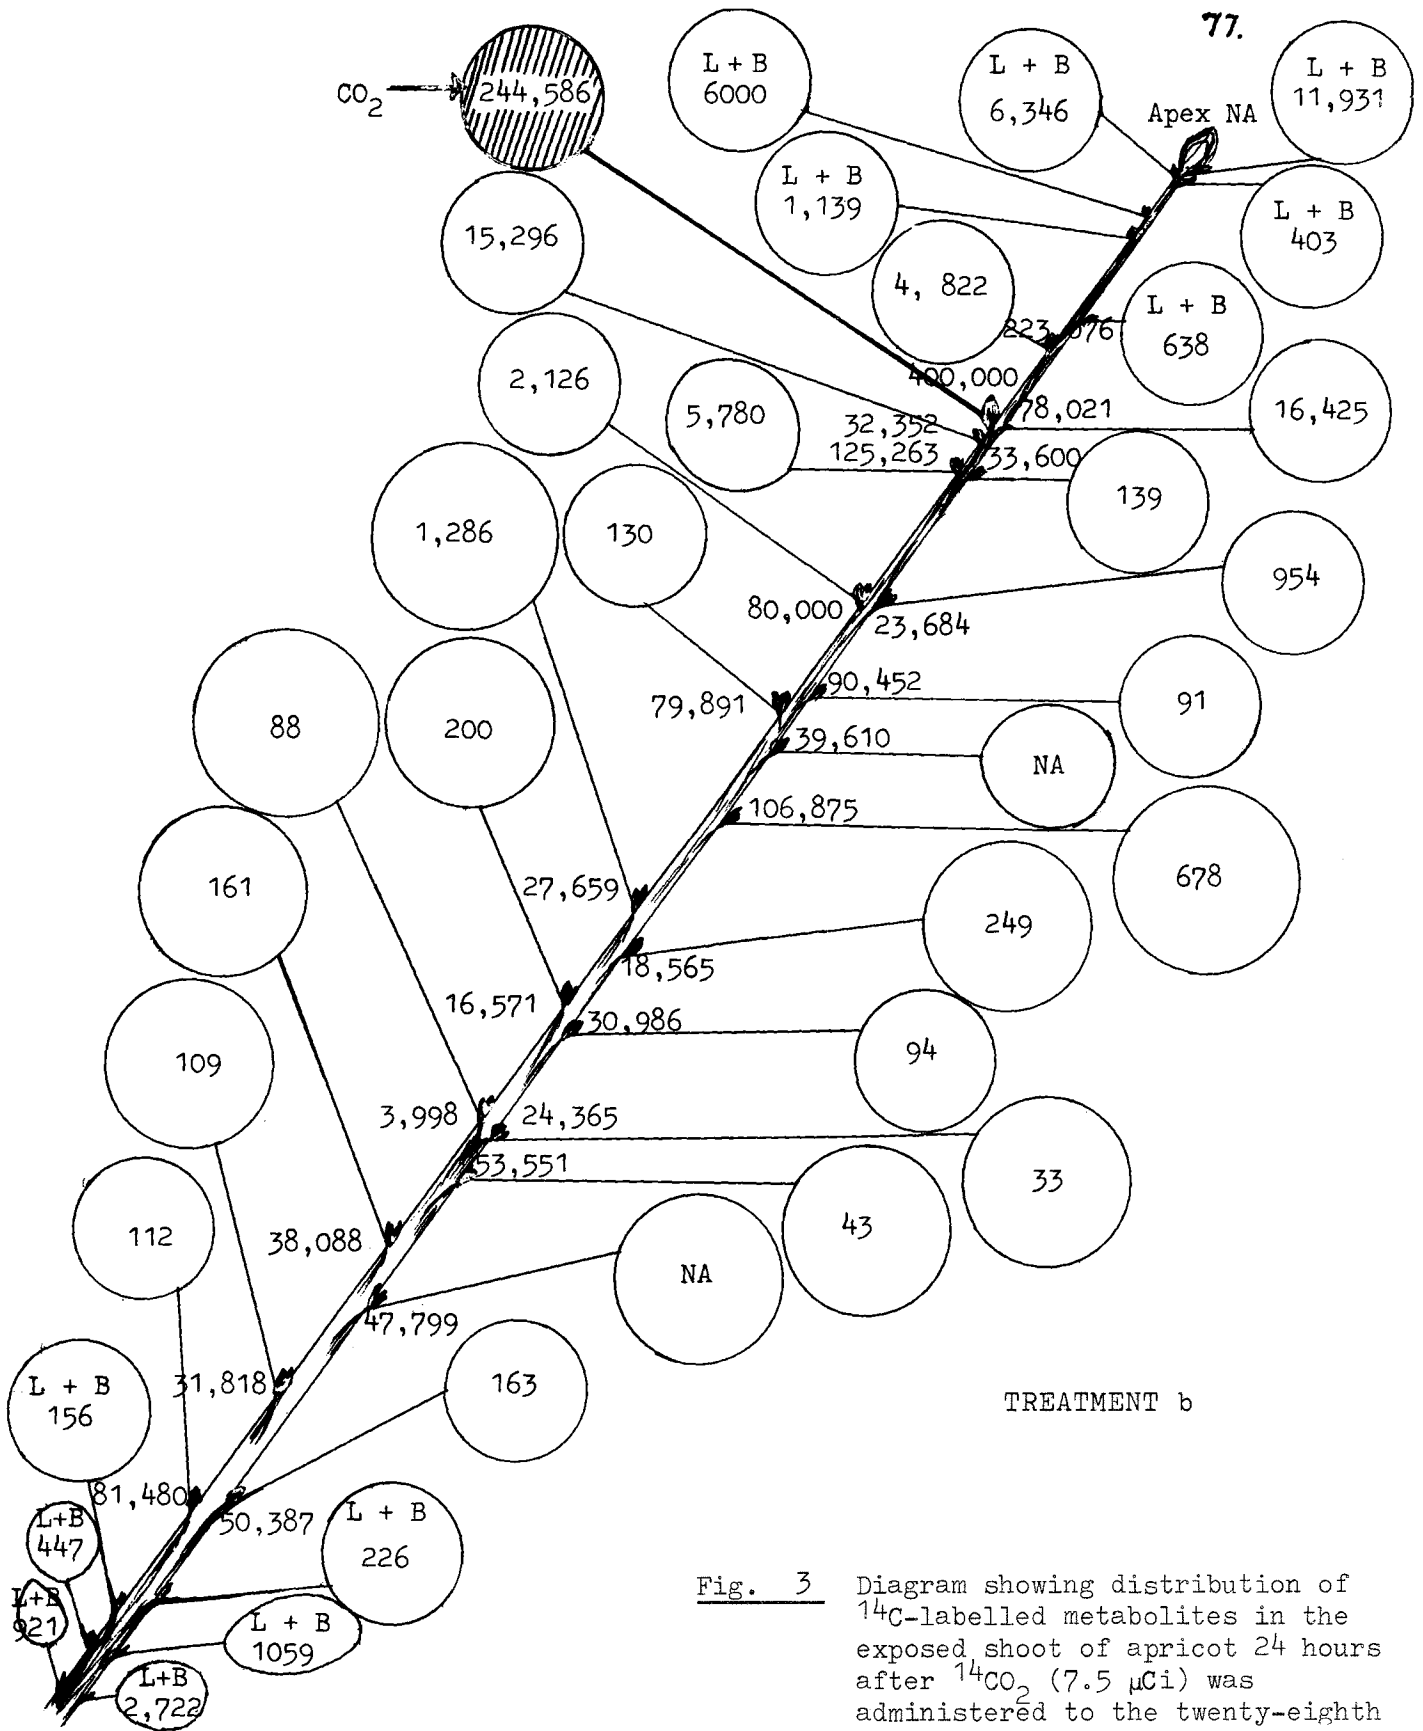 77.
CO2
244,586
L + B
6000
L + B
6,346
Apex NA
L + B
11,931
L + B
1,139
L + B
403
15,296
4, 822
L + B
638
2,126
400,000
5,780
32,352
78,021
16,425
125,263
33,600
139
1,286
130
954
80,000
23,684
79,891
90,452
91
88
200
39,610
NA
106,875
678
161
27,659
249
18,565
16,571
30,986
94
109
3,998
24,365
53,551
33
112
38,088
43
NA
47,799
L + B
156
31,818
163
TREATMENT b
81,480
50,387
L + B
226
L+B
447
L+B
921
L + B
1059
L+B
2,722
Fig. 3 Diagram showing distribution of
14C-labelled metabolites in the
exposed shoot of apricot 24 hours
after 14CO2 (7.5 µCi) was
administered to the twenty-eighth